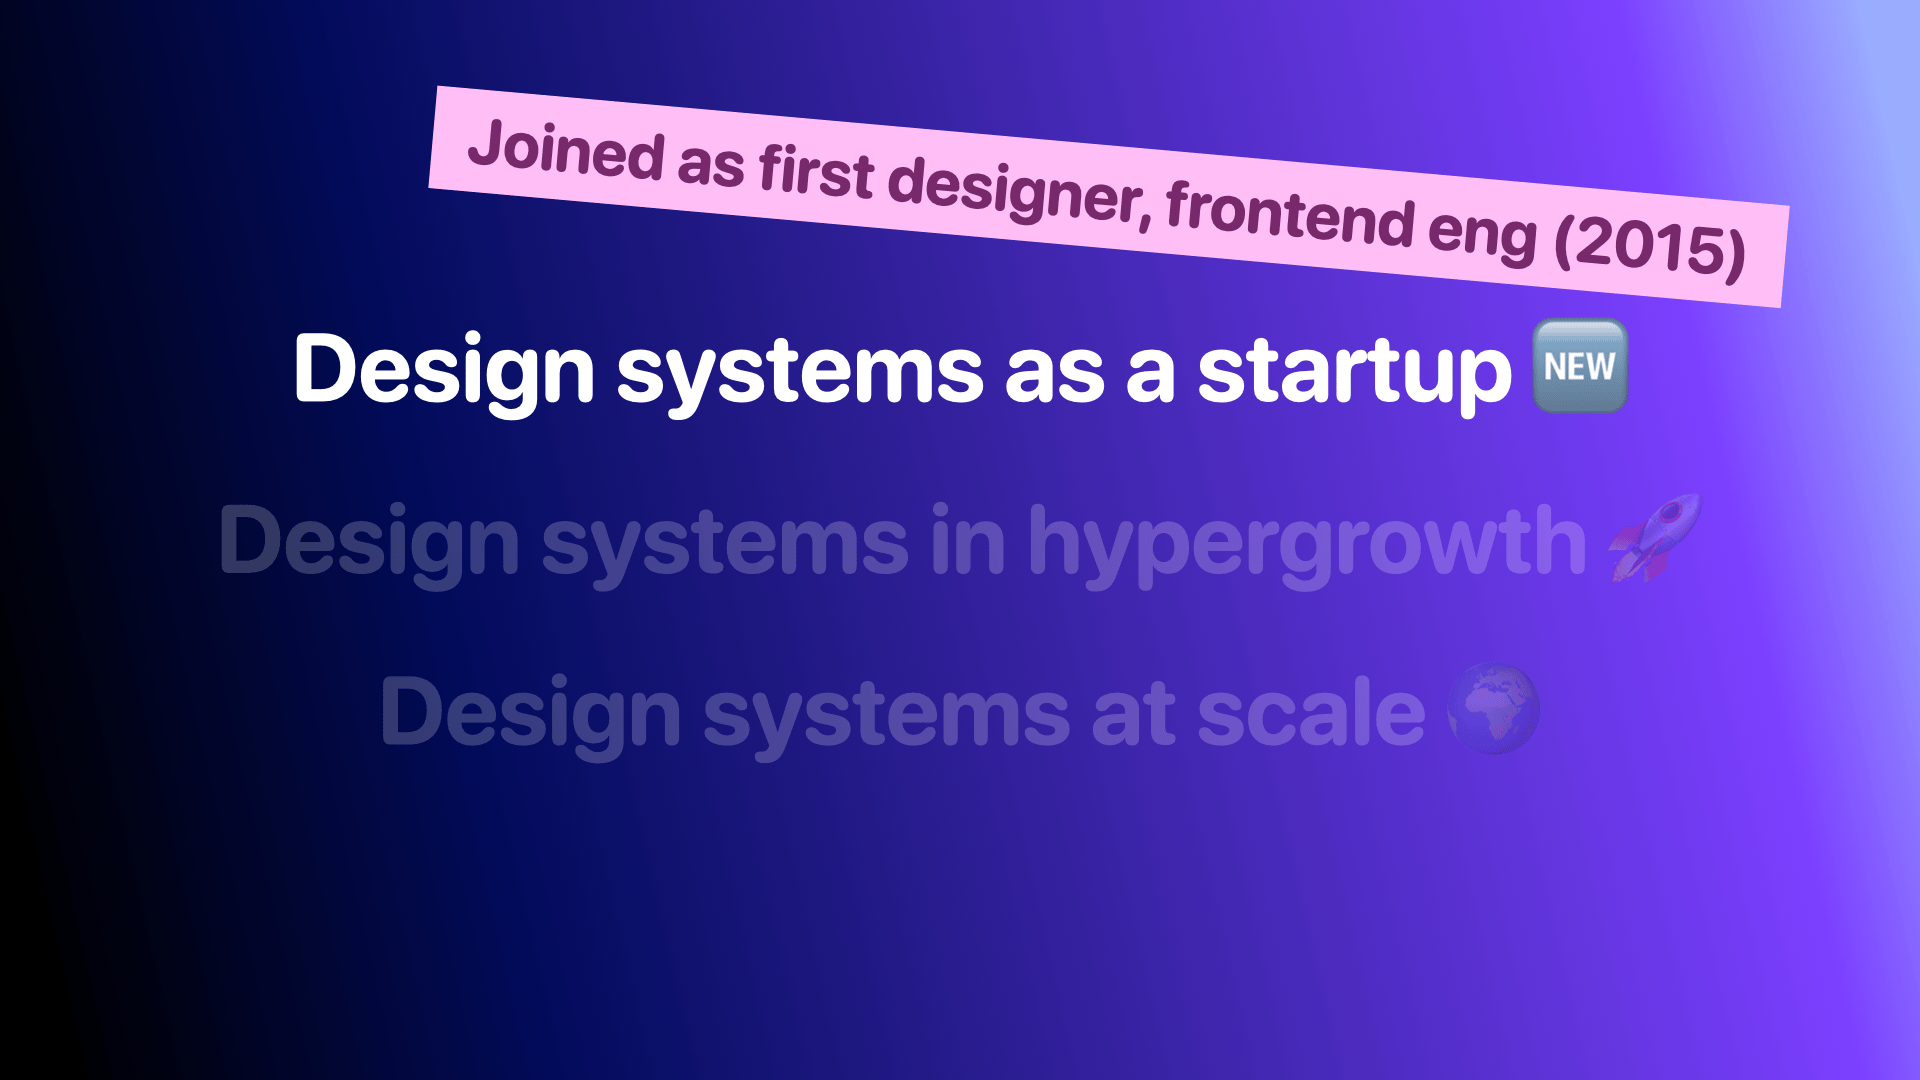 Joined as first designer, frontend eng (2015)
Design systems as a startup 🆕
Design systems in hypergrowth 🚀
Design systems at scale 🌍